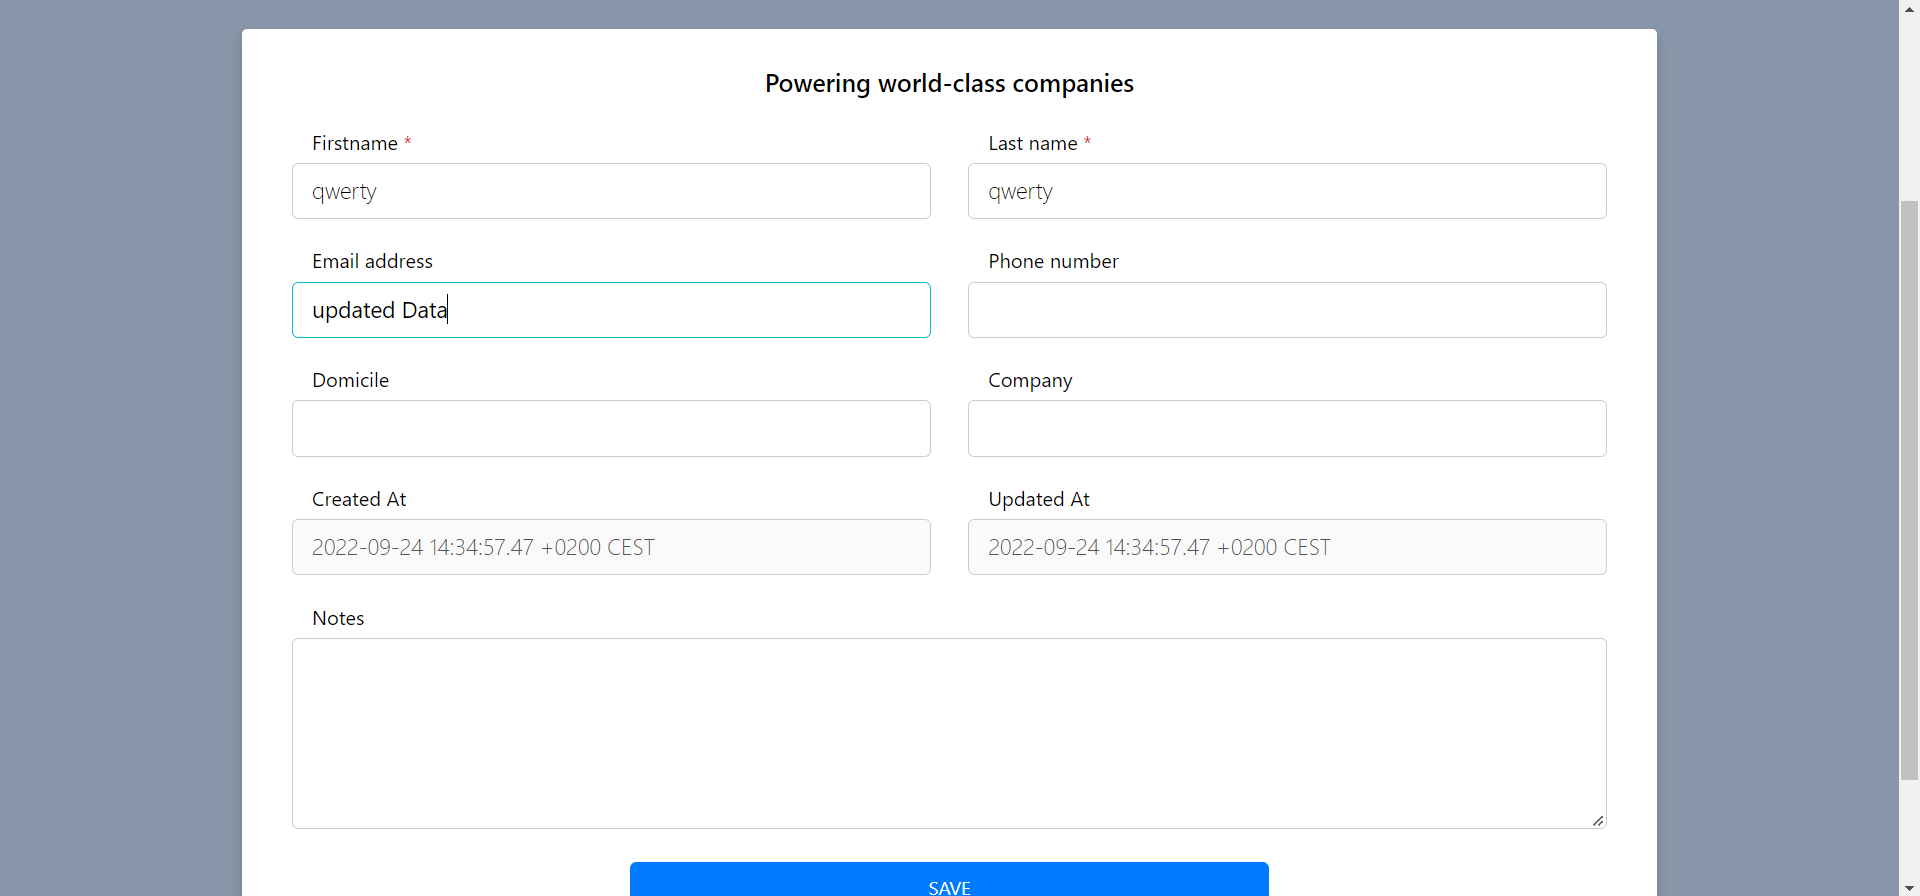 Powering world-class companies
Firstname *
Last name *
qwerty
qwerty
Email address
Phone number
updated Data
Domicile
Company
Created At
Updated At
2022-09-24 14:34:57.47 +0200 CEST
2022-09-24 14:34:57.47 +0200 CEST
Notes
SAVE